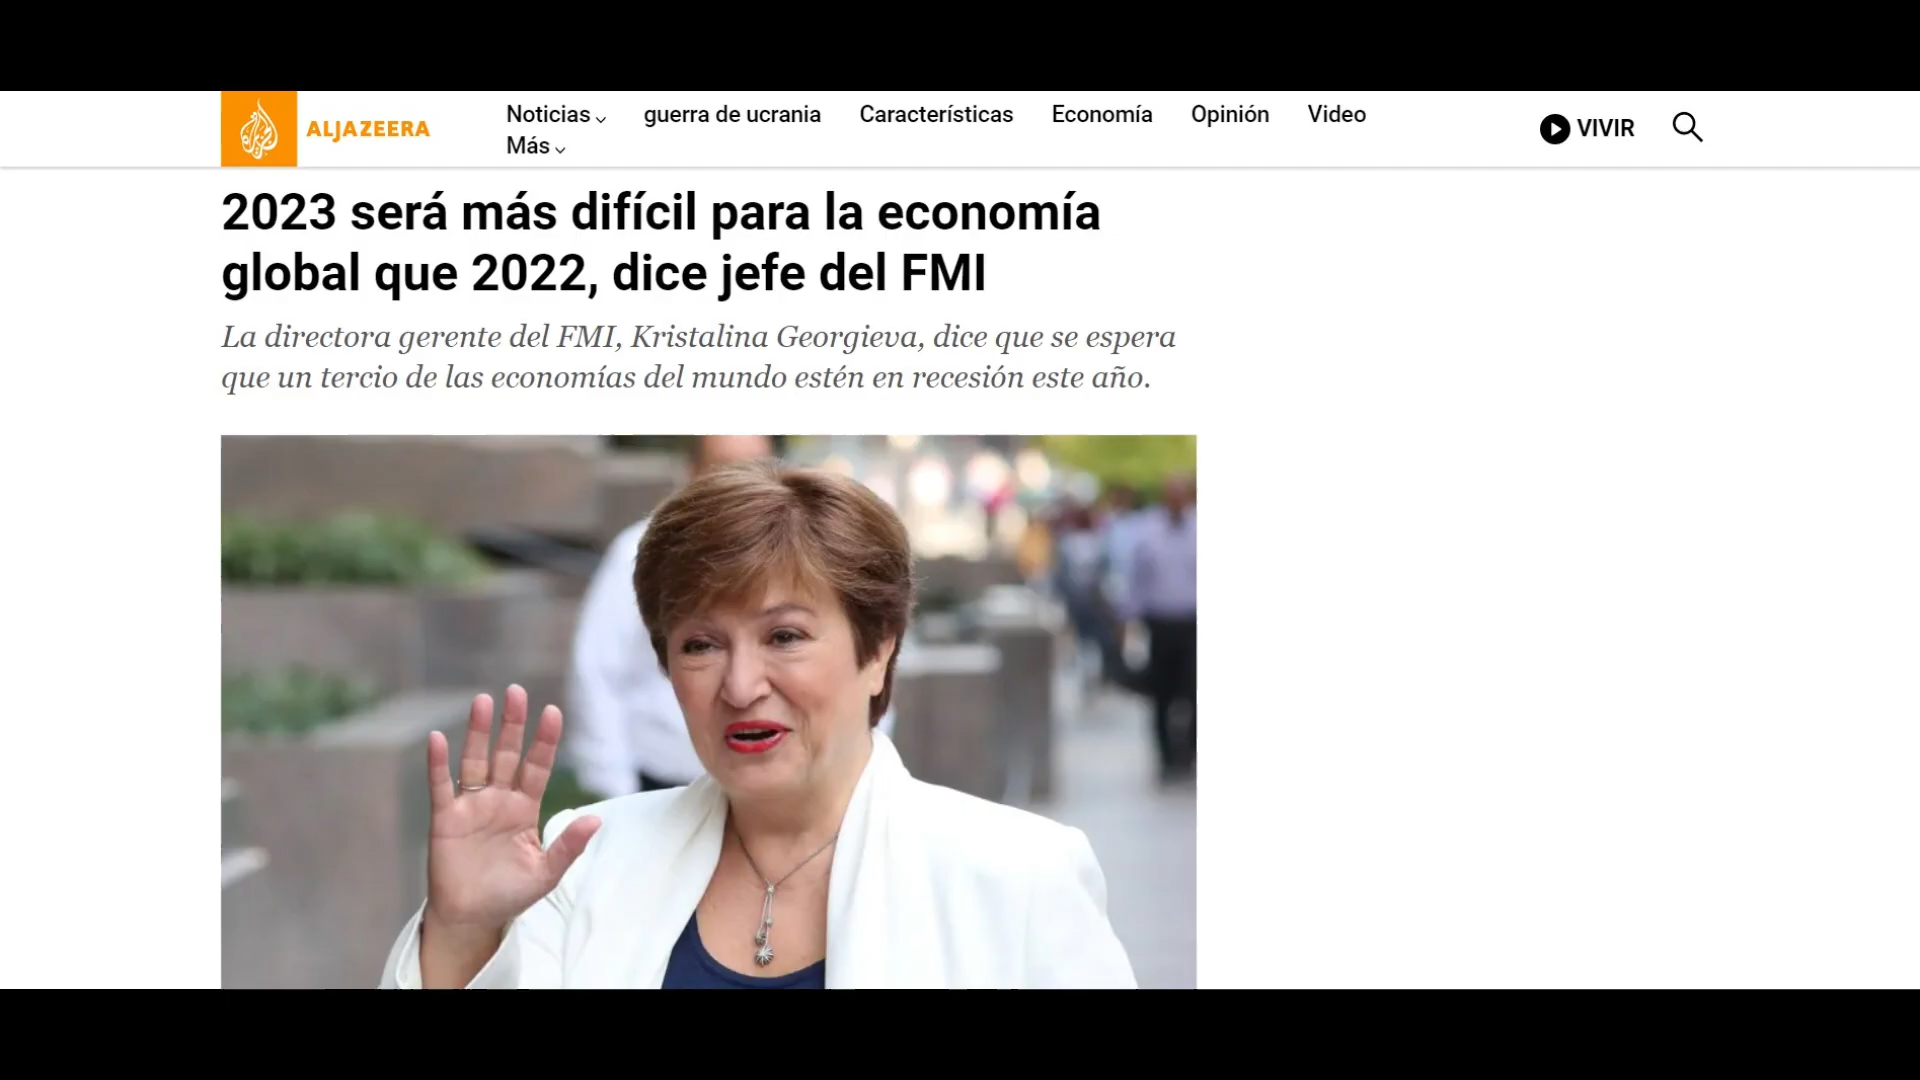 ALJAZEERA
Noticias guerra de ucrania Características Economía Opinión Video
Más
VIVIR
2023 será más difícil para la economía
global que 2022, dice jefe del FMI
La directora gerente del FMI, Kristalina Georgieva, dice que se espera
que un tercio de las economías del mundo estén en recesión este año.